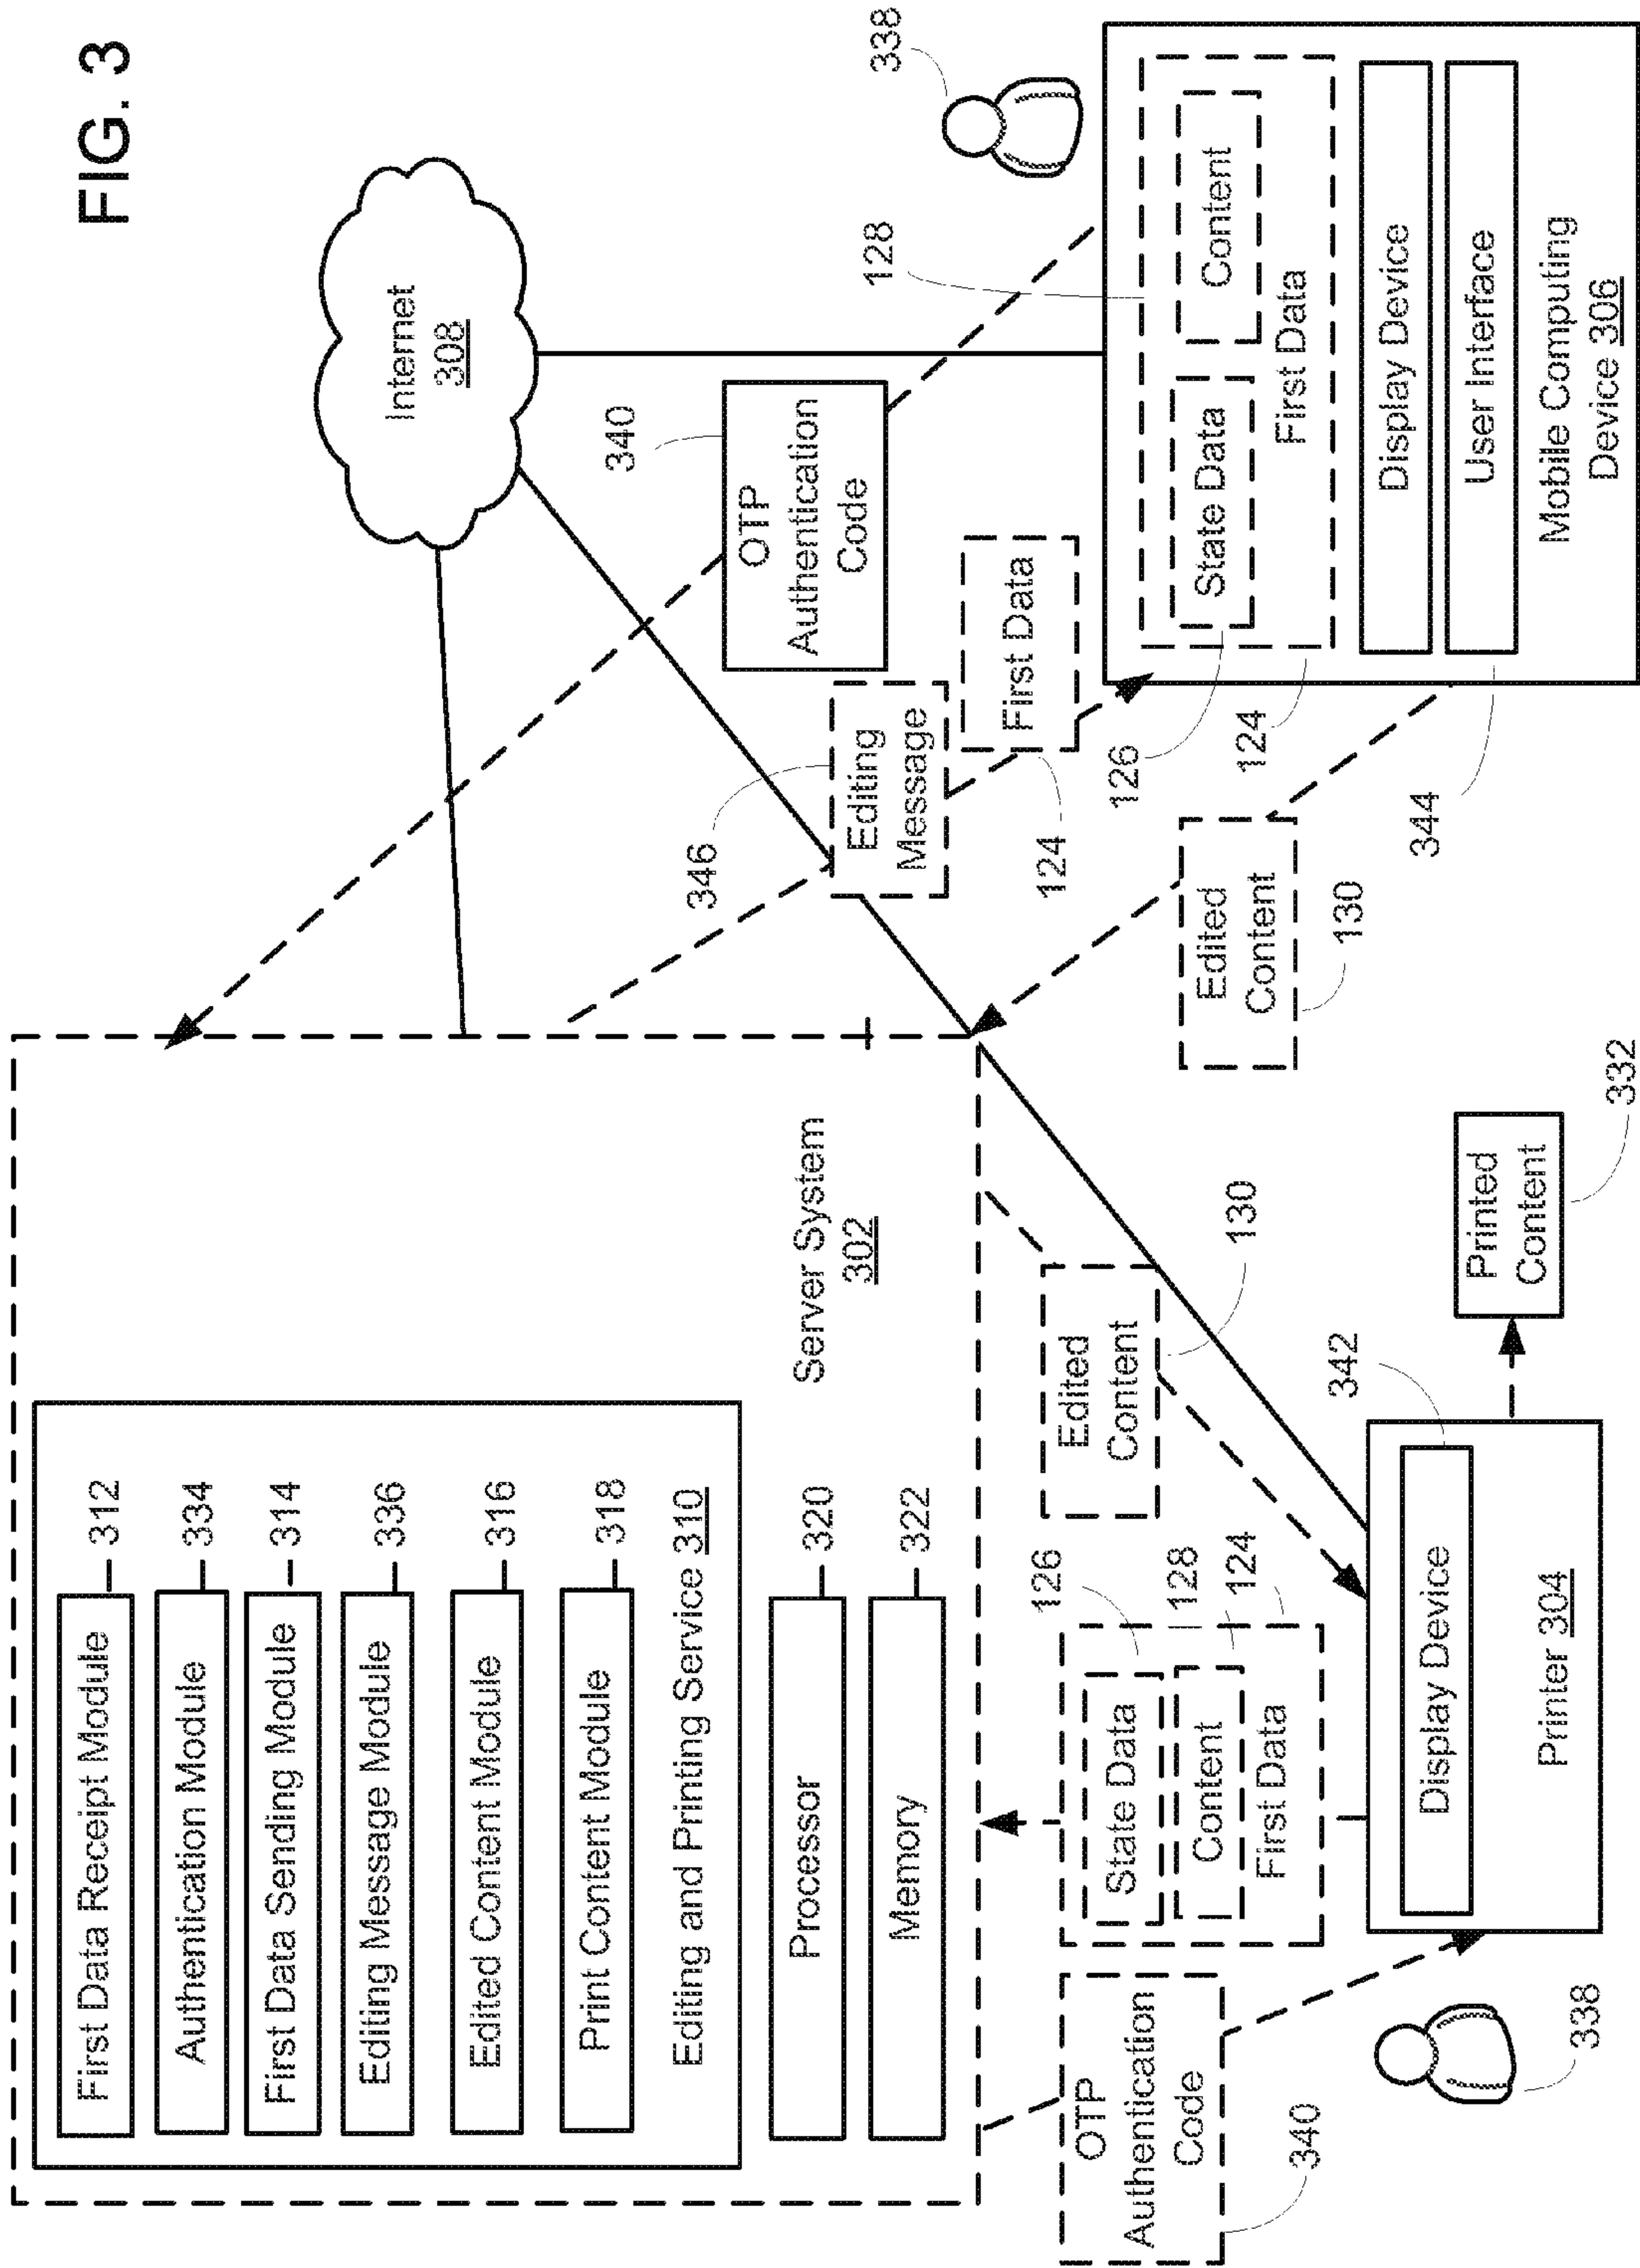 FIG. 3
First Data Receipt Module
312
Authentication Module
334
First Data Sending Module
314
Editing Message Module
336
Edited Content Module
316
Print Content Module
318
Editing and Printing Service 310
Processor
320
Memory
322
Server System
302
Internet
308
340
OTP
Authentication
Code
346
Editing
Message
First Data
124
338
128
State Data
Content
First Data
126
124
Display Device
User Interface
344
Mobile Computing
Device 306
Edited
Content
130
Edited
Content
130
OTP
Authentication
Code
340
State Data
Content
First Data
126
128
124
338
342
Display Device
Printer 304
Printed
Content
332